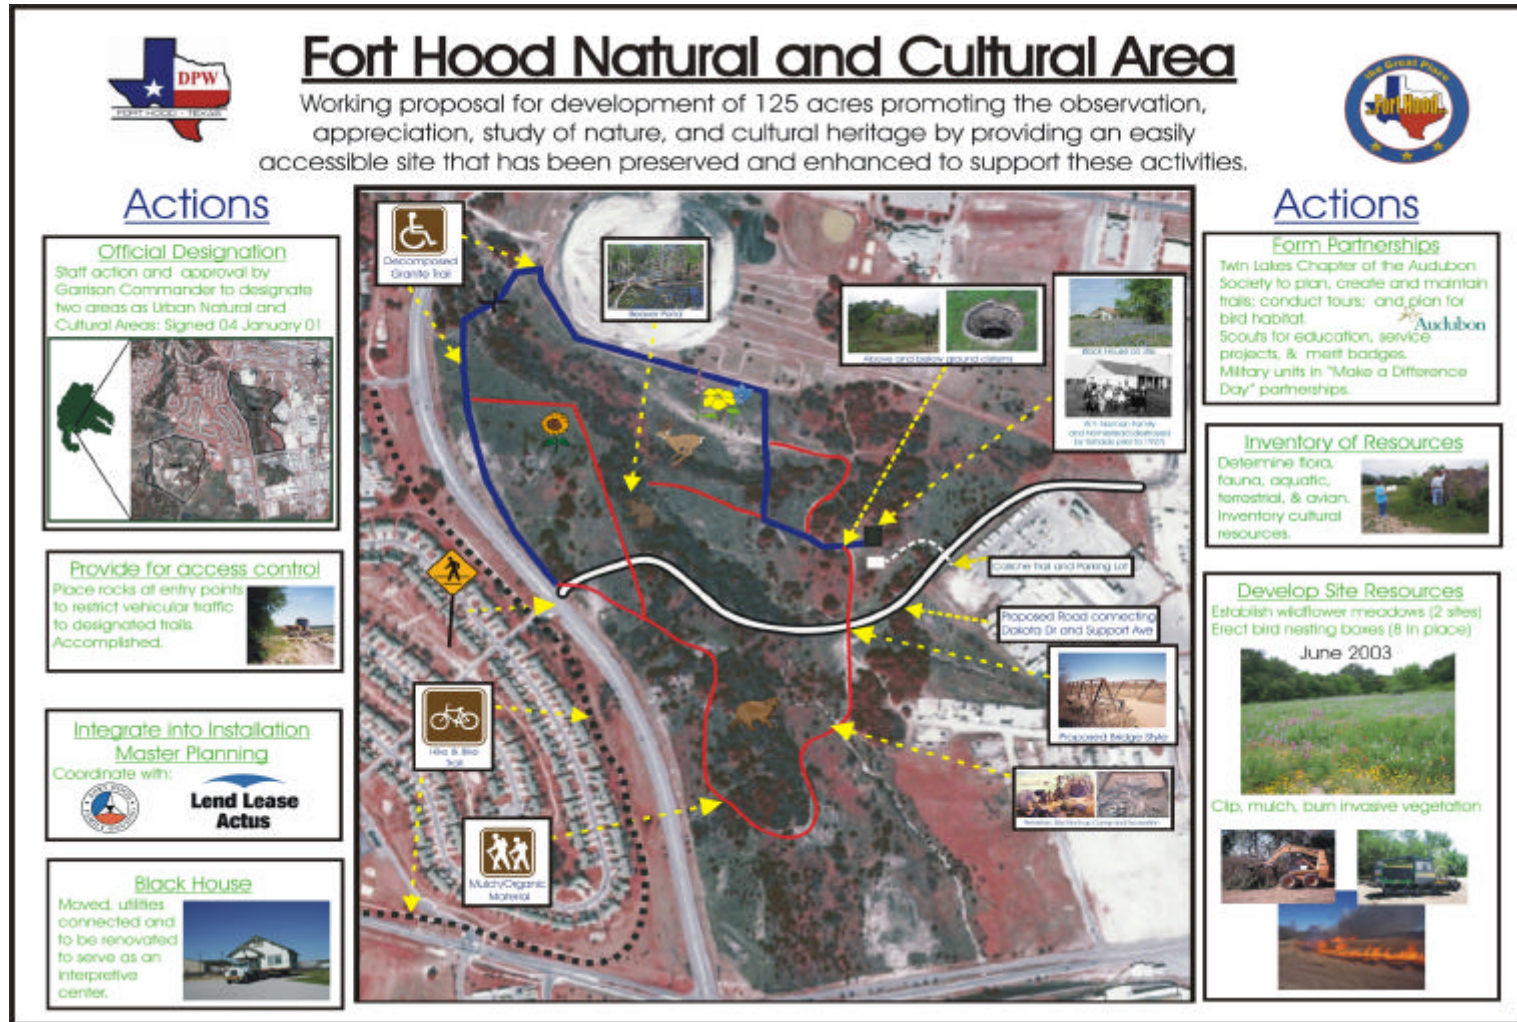 Fort Hood Natural and Cultural Area
Working proposal for development of 125 acres promoting the observation,
appreciation, study of nature, and cultural heritage by providing an easily
accessible site that has been preserved and enhanced to support these activities.
DPW
FORT HOOD - TEXAS
the Great Place
Fort Hood
Actions
Official Designation
Staff action and approval by
Garrison Commander to designate
two areas as Urban Natural and
Cultural Areas: Signed 04 January 01
Provide for access control
Place rocks at entry points
to restrict vehicular traffic
to designated trails.
Accomplished.
Integrate into Installation
Master Planning
Coordinate with:
Lend Lease
Actus
Black House
Moved, utilities
connected and
to be renovated
to serve as an
interpretive
center.
Decomposed
Granite Trail
Beaver Pond
Above and below ground cisterns
Black House on site
and Homestead (destroyed
by tornado prior to 1927)
Caliche Trail and Parking Lot
Proposed Road connecting
Dakota Dr and Support Ave
Proposed Bridge Style
Hike & Bike
Trail
Mulch/Organic
Material
Actions
Form Partnerships
Twin Lakes Chapter of the Audubon
Society to plan, create and maintain
trails; conduct tours; and plan for
bird habitat.
Audubon
Scouts for education, service
projects, & merit badges.
Military units in "Make a Difference
Day" partnerships.
Inventory of Resources
Determine flora,
fauna, aquatic,
terrestrial, & avian.
Inventory cultural
resources.
Develop Site Resources
Establish wildflower meadows (2 sites)
Erect bird nesting boxes (8 in place)
June 2003
Clip, mulch, burn invasive vegetation